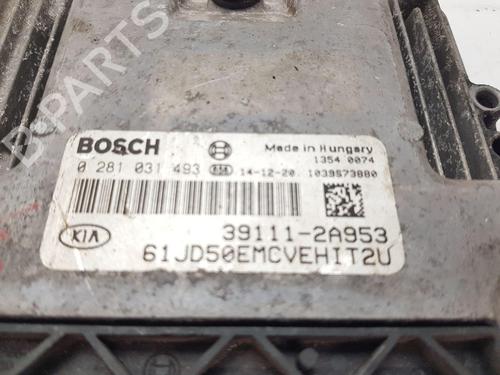 B-PARTS
BOSCH Made in Hungary
1354 0074
0 281 031 493 14-12-20. 1039S73880
KIA 39111-2A953
61JD50EMCVEHIT2U